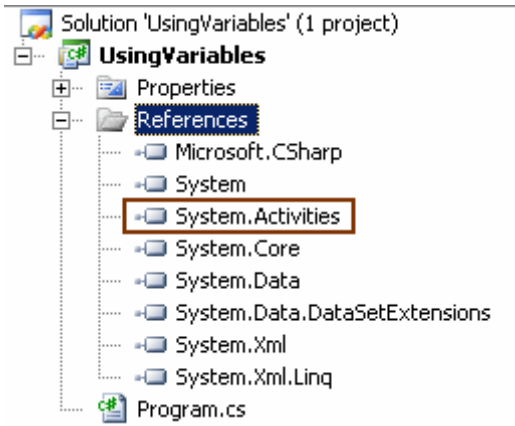 Solution 'UsingVariables' (1 project)
UsingVariables
Properties
References
Microsoft.CSharp
System
System.Activities
System.Core
System.Data
System.Data.DataSetExtensions
System.Xml
System.Xml.Linq
Program.cs